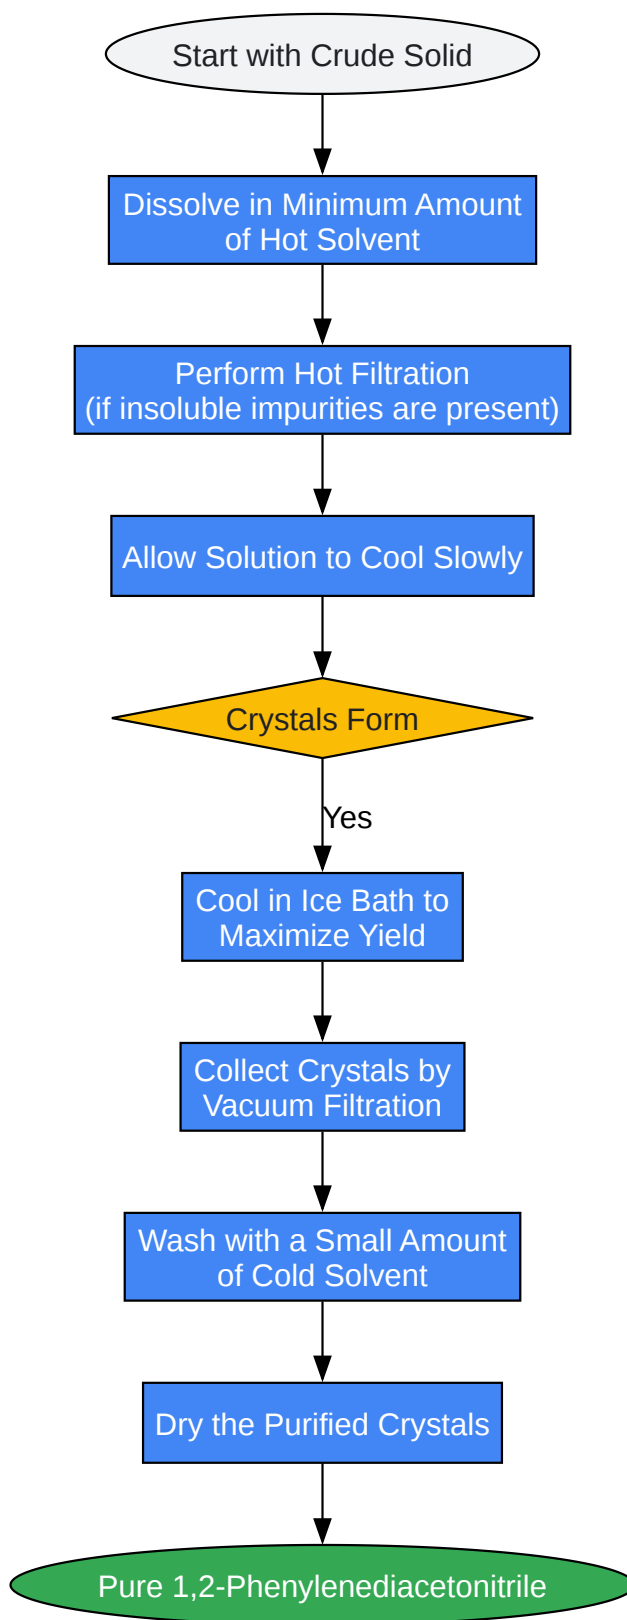 Start with Crude Solid
Dissolve in Minimum Amount
of Hot Solvent
Perform Hot Filtration
(if insoluble impurities are present)
Allow Solution to Cool Slowly
Crystals Form
Yes
Cool in Ice Bath to
Maximize Yield
Collect Crystals by
Vacuum Filtration
Wash with a Small Amount
of Cold Solvent
Dry the Purified Crystals
Pure 1,2-Phenylenediacetonitrile